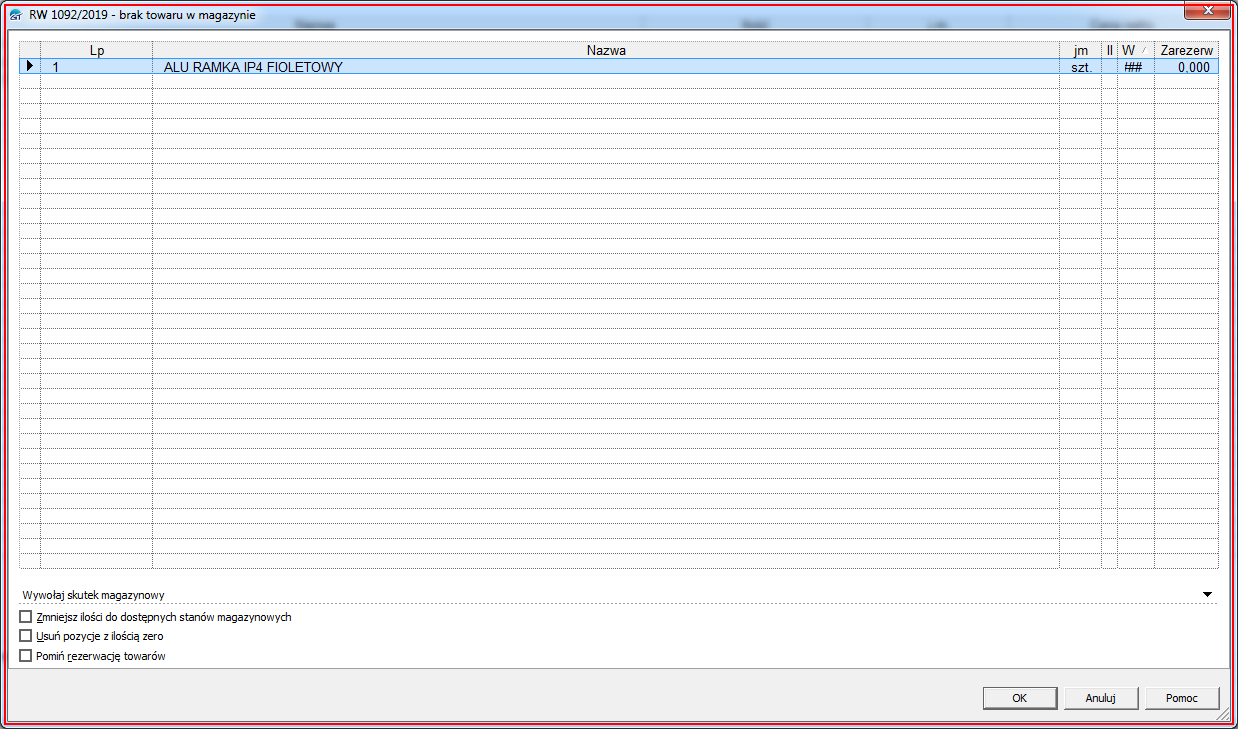 RW 1092/2019 - brak towaru w magazynie
Lp Nazwa jm Il W Zarezerw
1 ALU RAMKA IP4 FIOLETOWY szt. ## 0,000
Wywołaj skutek magazynowy
Zmniejsz ilości do dostępnych stanów magazynowych
Usuń pozycje z ilością zero
Pomiń rezerwację towarów
OK Anuluj Pomoc